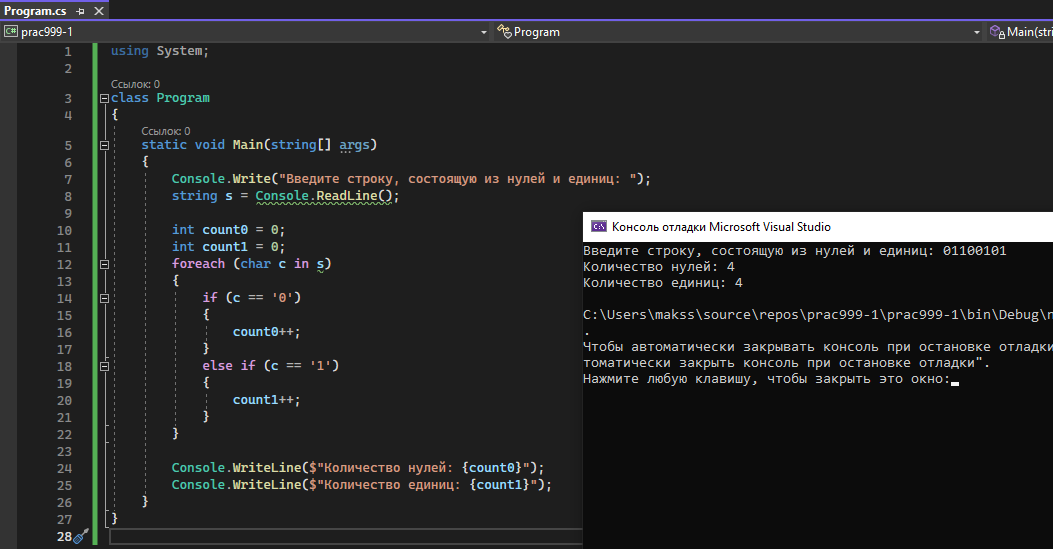 Program.cs
C# prac999-1 Program Main(stri
1 using System;
2
Ссылок: 0
3 class Program
4 {
Ссылок: 0
5 static void Main(string[] args)
6 {
7 Console.Write("Введите строку, состоящую из нулей и единиц: ");
8 string s = Console.ReadLine();
9
10 int count0 = 0;
11 int count1 = 0;
12 foreach (char c in s)
13 {
14 if (c == '0')
15 {
16 count0++;
17 }
18 else if (c == '1')
19 {
20 count1++;
21 }
22 }
23
24 Console.WriteLine($"Количество нулей: {count0}");
25 Console.WriteLine($"Количество единиц: {count1}");
26 }
27 }
28
C:\ Консоль отладки Microsoft Visual Studio
Введите строку, состоящую из нулей и единиц: 01100101
Количество нулей: 4
Количество единиц: 4
C:\Users\makss\source\repos\prac999-1\prac999-1\bin\Debug\n
.
Чтобы автоматически закрывать консоль при остановке отладки
томатически закрыть консоль при остановке отладки".
Нажмите любую клавишу, чтобы закрыть это окно: